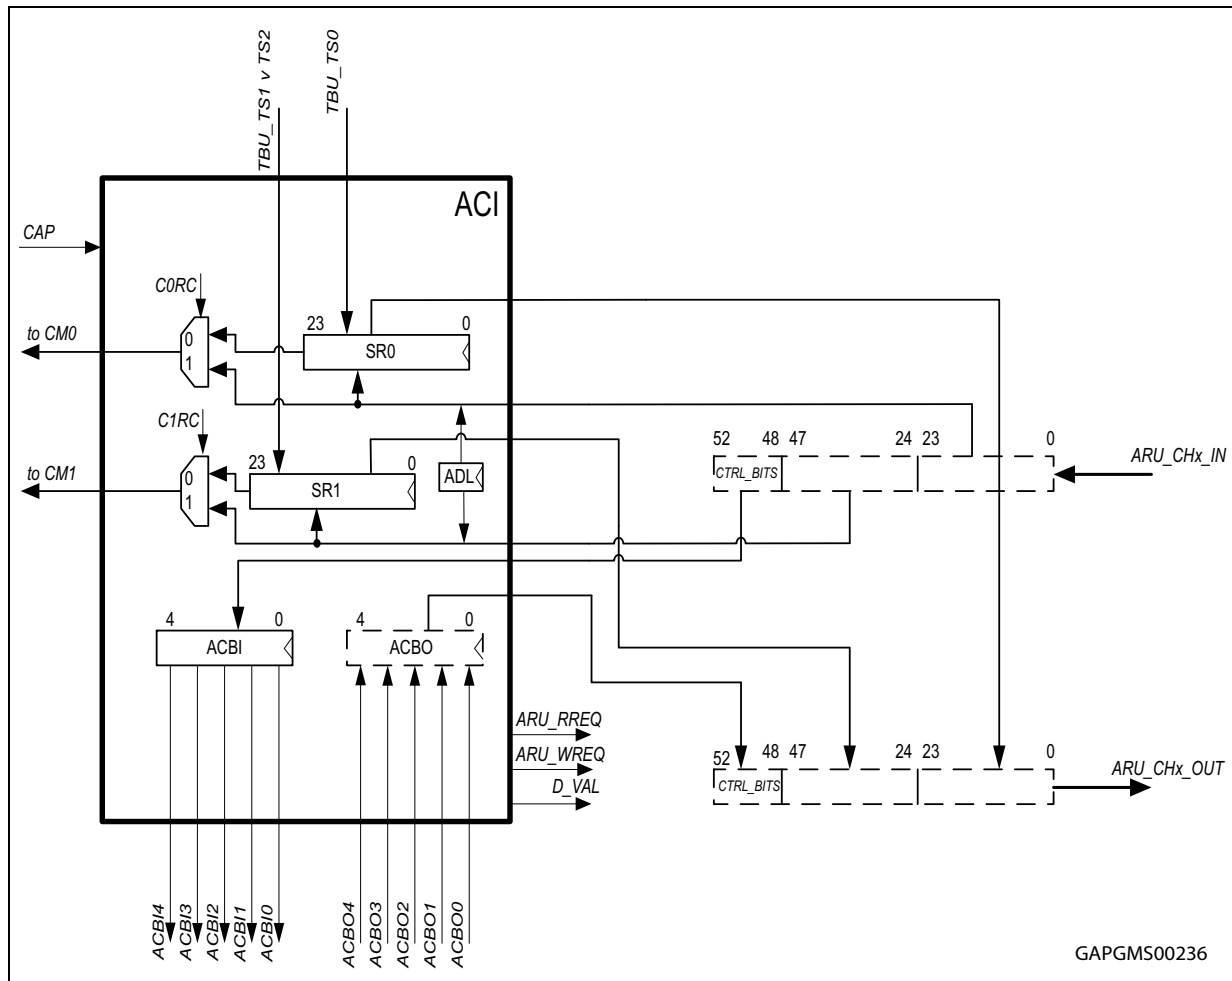 TBU_TS1 v TS2
TBU_TS0
ACI
CAP
C0RC
23 0
to CM0
0
1
SR0
C1RC
23 0
to CM1
0
1
SR1
ADL
52 48 47 24 23 0
CTRL_BITS
ARU_CHx_IN
4 0
ACBI
4 0
ACBO
ARU_RREQ
ARU_WREQ
D_VAL
52 48 47 24 23 0
CTRL_BITS
ARU_CHx_OUT
ACBI4
ACBI3
ACBI2
ACBI1
ACBI0
ACBO4
ACBO3
ACBO2
ACBO1
ACBO0
GAPGMS00236